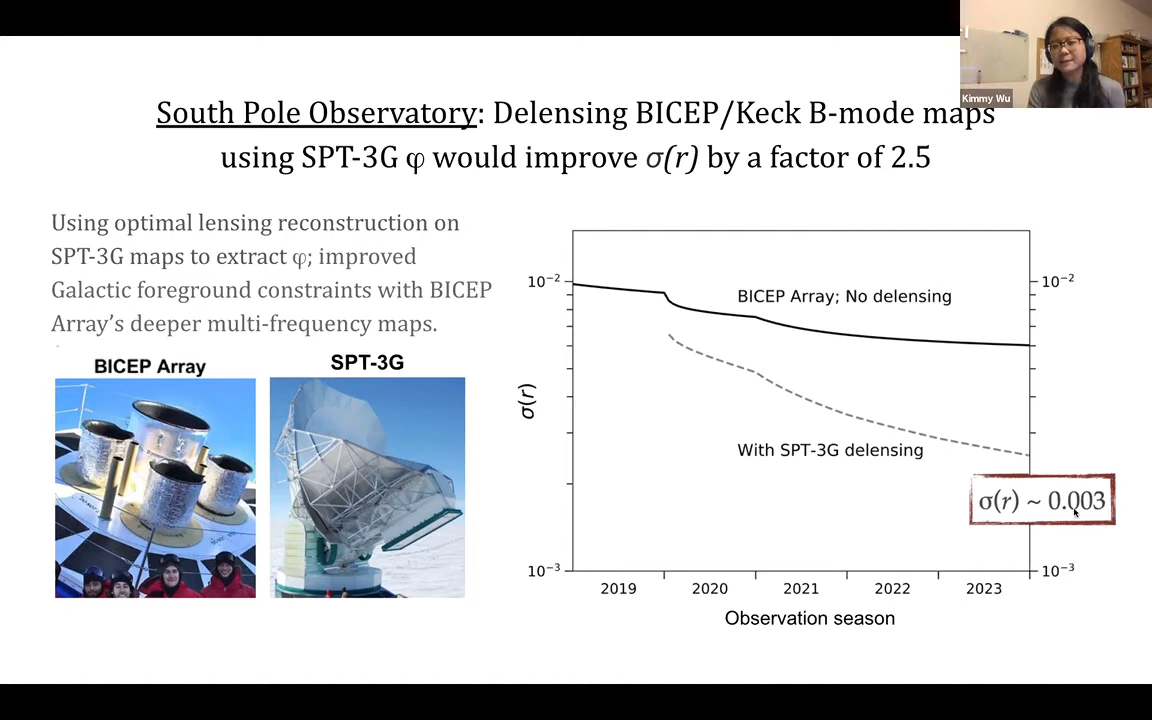 Kimmy Wu
South Pole Observatory: Delensing BICEP/Keck B-mode maps
using SPT-3G φ would improve σ(r) by a factor of 2.5
Using optimal lensing reconstruction on
SPT-3G maps to extract φ; improved
Galactic foreground constraints with BICEP
Array’s deeper multi-frequency maps.
BICEP Array
SPT-3G
10⁻²
10⁻²
BICEP Array; No delensing
σ(r)
With SPT-3G delensing
σ(r) ~ 0.003
10⁻³
10⁻³
2019 2020 2021 2022 2023
Observation season